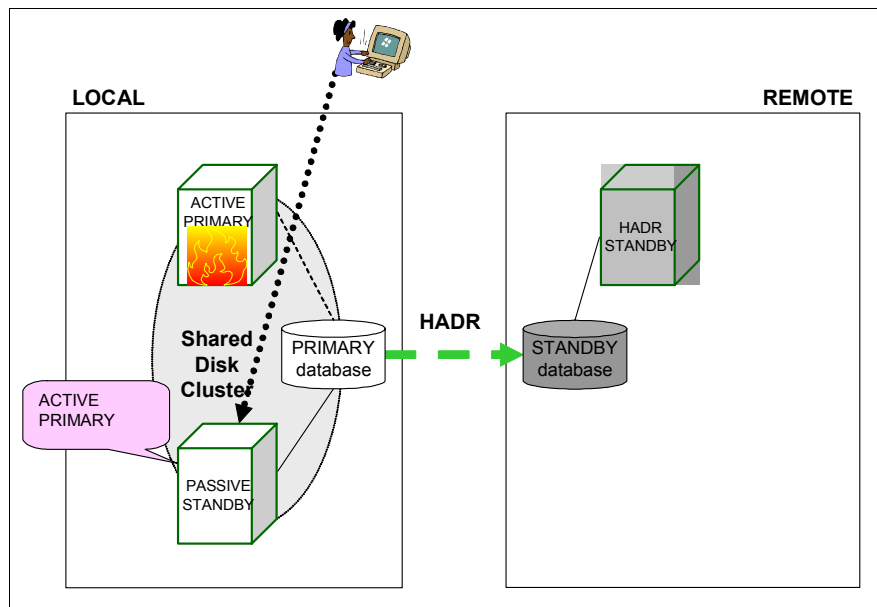 LOCAL
REMOTE
ACTIVE
PRIMARY
HADR
STANDBY
Shared
Disk
Cluster
PRIMARY
database
HADR
STANDBY
database
ACTIVE
PRIMARY
PASSIVE
STANDBY